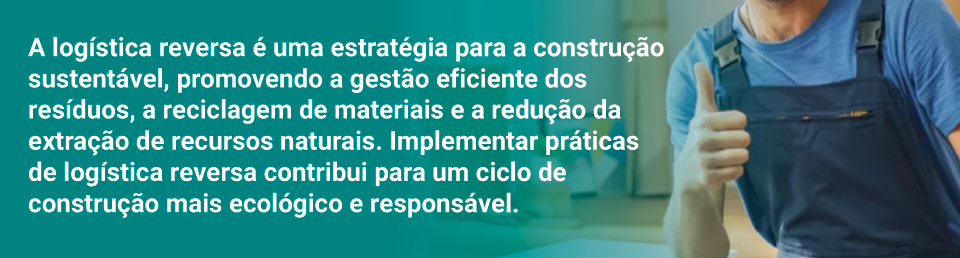 A logística reversa é uma estratégia para a construção
sustentável, promovendo a gestão eficiente dos
resíduos, a reciclagem de materiais e a redução da
extração de recursos naturais. Implementar práticas
de logística reversa contribui para um ciclo de
construção mais ecológico e responsável.